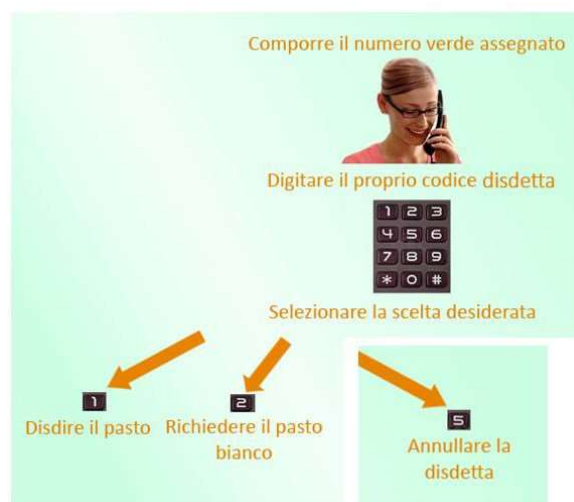 Comporre il numero verde assegnato
Digitare il proprio codice disdetta
1 2 3
4 5 6
7 8 9
* 0 #
Selezionare la scelta desiderata
1
Disdire il pasto
2
Richiedere il pasto
bianco
5
Annullare la
disdetta